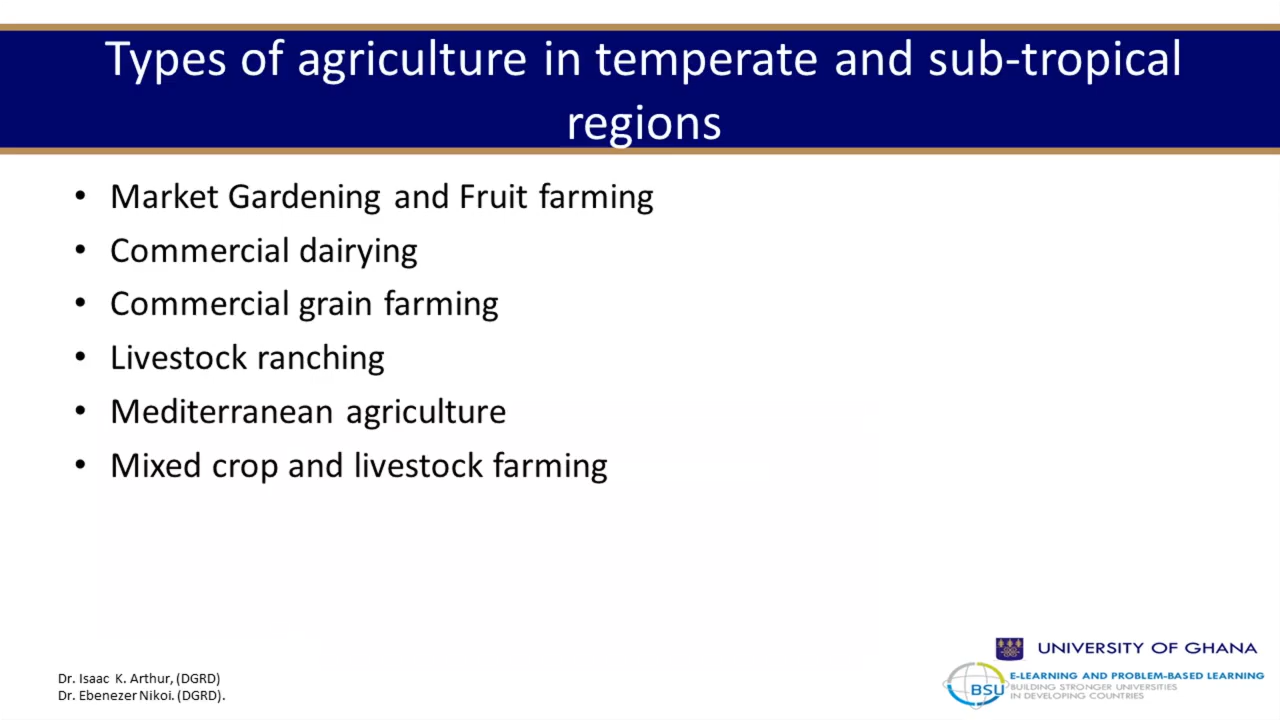 Types of agriculture in temperate and sub-tropical
regions
• Market Gardening and Fruit farming
• Commercial dairying
• Commercial grain farming
• Livestock ranching
• Mediterranean agriculture
• Mixed crop and livestock farming
UNIVERSITY OF GHANA
Dr. Isaac K. Arthur, (DGRD)
Dr. Ebenezer Nikoi. (DGRD).
BSU
E-LEARNING AND PROBLEM-BASED LEARNING
BUILDING STRONGER UNIVERSITIES
IN DEVELOPING COUNTRIES